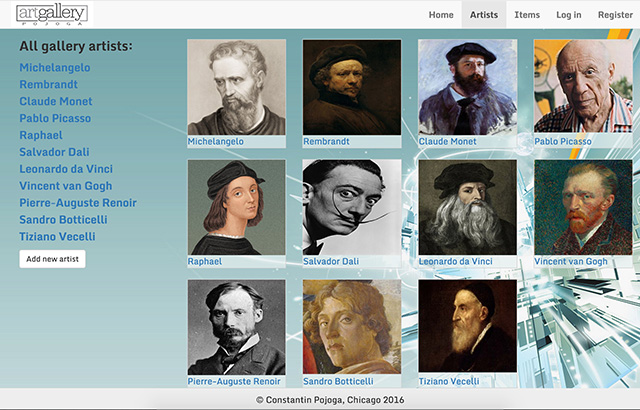 artgallery
POJOGA
Home Artists Items Log in Register
All gallery artists:
Michelangelo
Rembrandt
Claude Monet
Pablo Picasso
Raphael
Salvador Dali
Leonardo da Vinci
Vincent van Gogh
Pierre-Auguste Renoir
Sandro Botticelli
Tiziano Vecelli
Add new artist
Michelangelo Rembrandt Claude Monet Pablo Picasso
Raphael Salvador Dali Leonardo da Vinci Vincent van Gogh
Pierre-Auguste Renoir Sandro Botticelli Tiziano Vecelli
© Constantin Pojoga, Chicago 2016